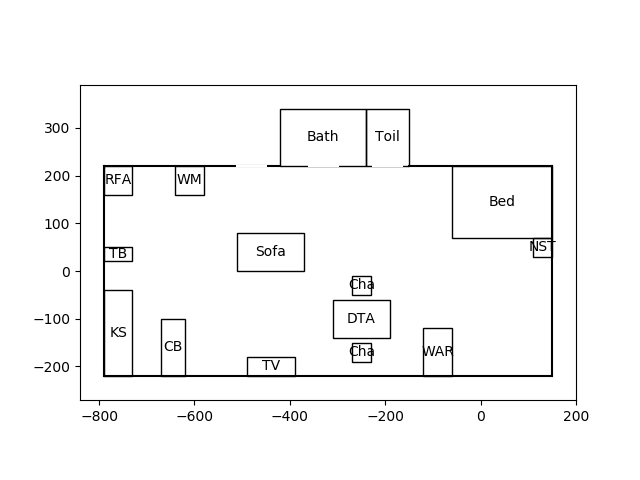 300
200
100
0
−100
−200
Bath
Toil
RFA
WM
Bed
NST
TB
Sofa
Cha
DTA
KS
CB
Cha
WAR
TV
−800
−600
−400
−200
0
200